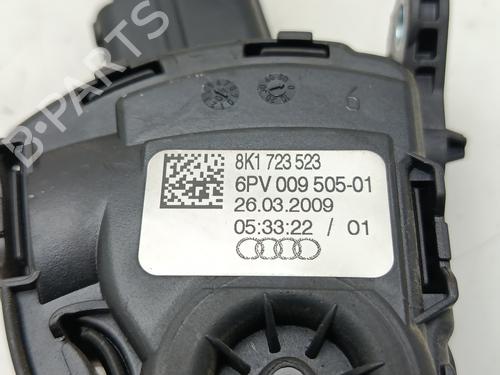 B-PARTS
6
8K1 723 523
6PV 009 505-01
26.03.2009
05:33:22 / 01